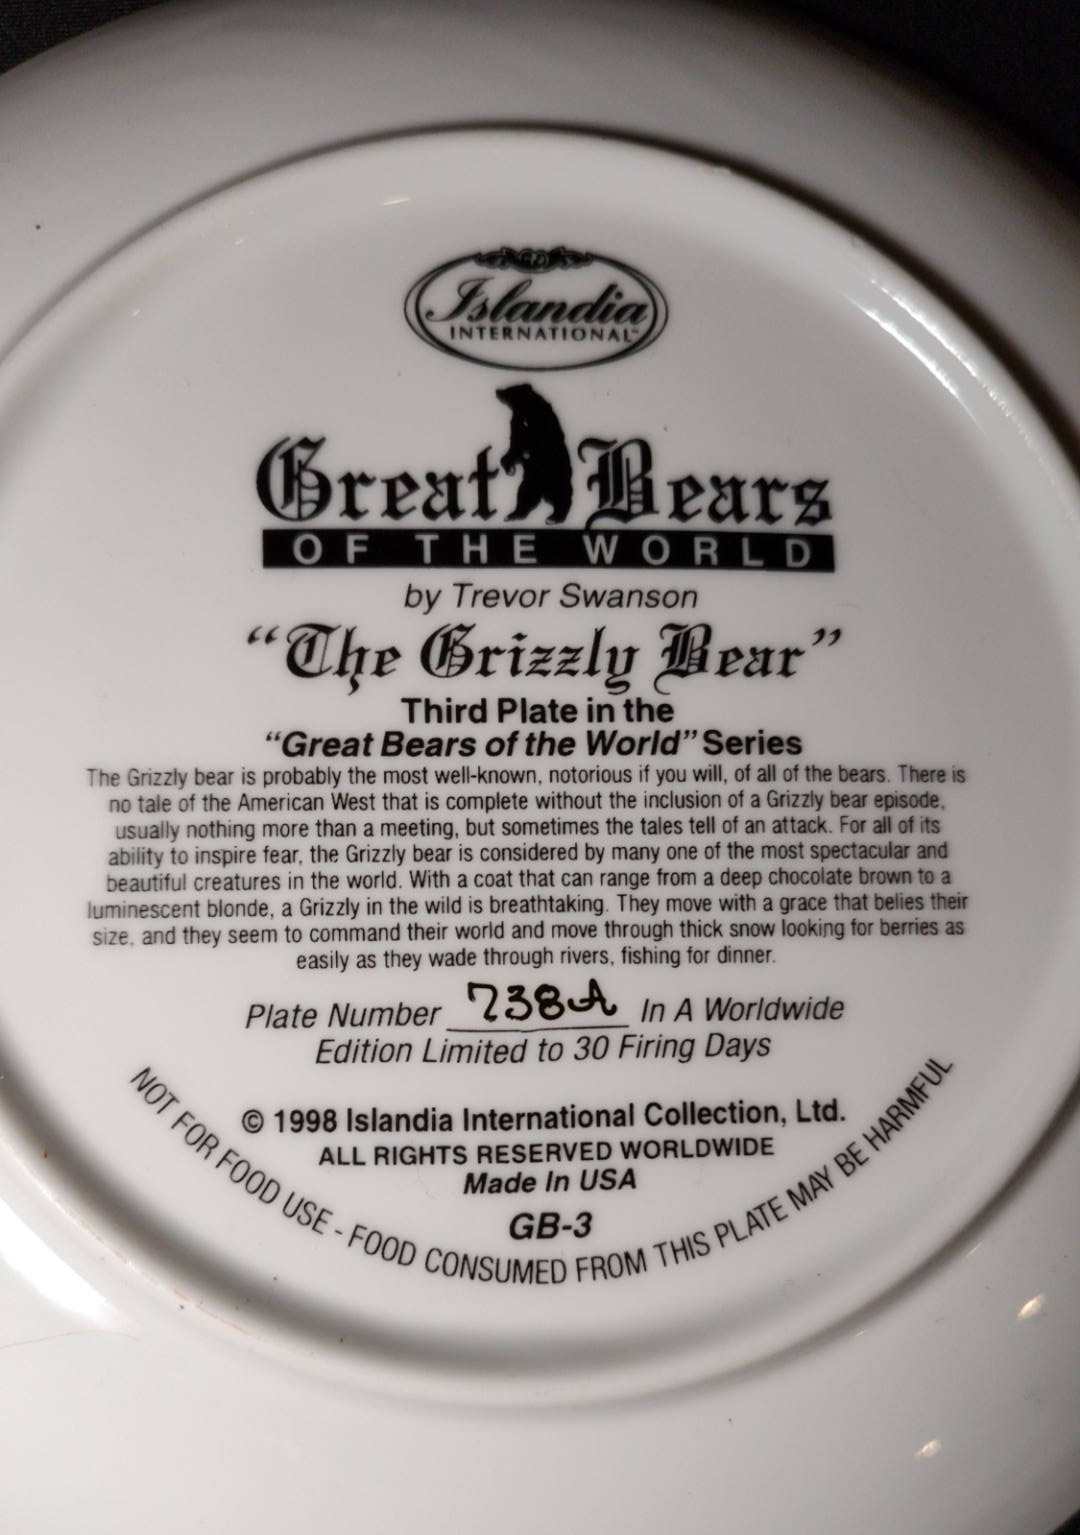 Islandia
INTERNATIONAL™
Great Bears
OF THE WORLD
by Trevor Swanson
“The Grizzly Bear”
Third Plate in the
“Great Bears of the World” Series
The Grizzly bear is probably the most well-known, notorious if you will, of all of the bears. There is
no tale of the American West that is complete without the inclusion of a Grizzly bear episode,
usually nothing more than a meeting, but sometimes the tales tell of an attack. For all of its
ability to inspire fear, the Grizzly bear is considered by many one of the most spectacular and
beautiful creatures in the world. With a coat that can range from a deep chocolate brown to a
luminescent blonde, a Grizzly in the wild is breathtaking. They move with a grace that belies their
size, and they seem to command their world and move through thick snow looking for berries as
easily as they wade through rivers, fishing for dinner.
Plate Number 738A In A Worldwide
Edition Limited to 30 Firing Days
© 1998 Islandia International Collection, Ltd.
ALL RIGHTS RESERVED WORLDWIDE
Made In USA
GB-3
NOT FOR FOOD USE - FOOD CONSUMED FROM THIS PLATE MAY BE HARMFUL